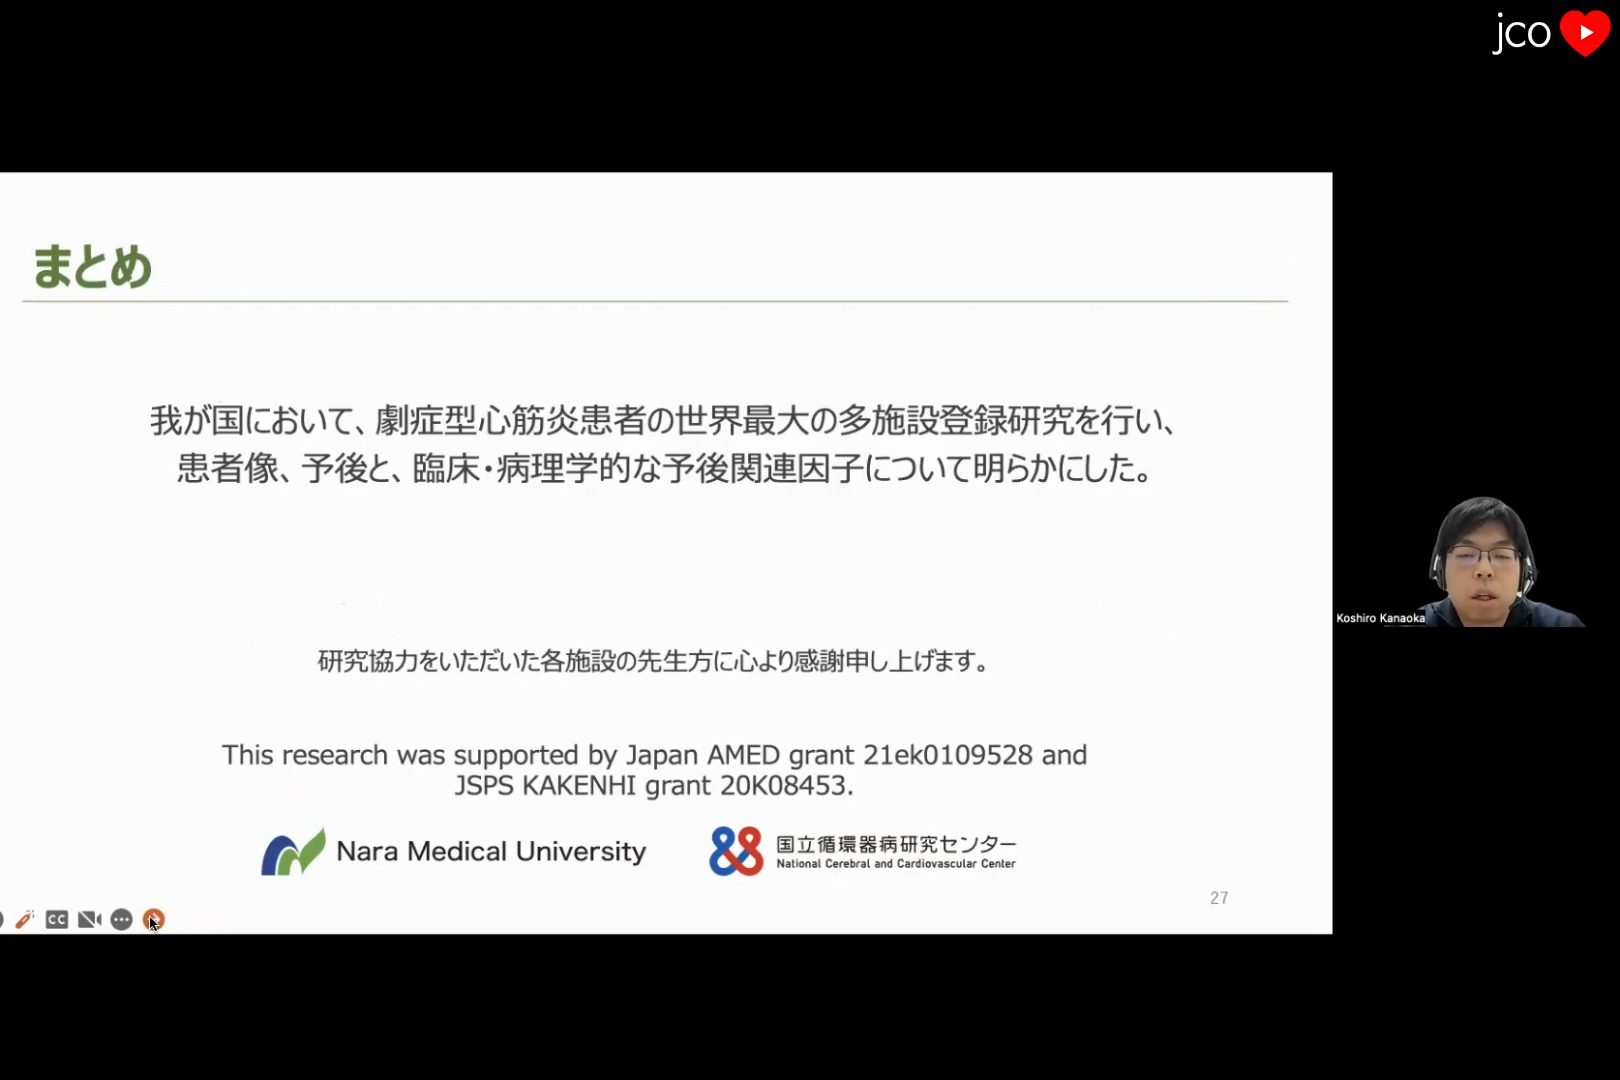 jco
まとめ
我が国において、劇症型心筋炎患者の世界最大の多施設登録研究を行い、
患者像、予後と、臨床・病理学的な予後関連因子について明らかにした。
研究協力をいただいた各施設の先生方に心より感謝申し上げます。
This research was supported by Japan AMED grant 21ek0109528 and
JSPS KAKENHI grant 20K08453.
Nara Medical University
国立循環器病研究センター
National Cerebral and Cardiovascular Center
27
CC
Koshiro Kanaoka